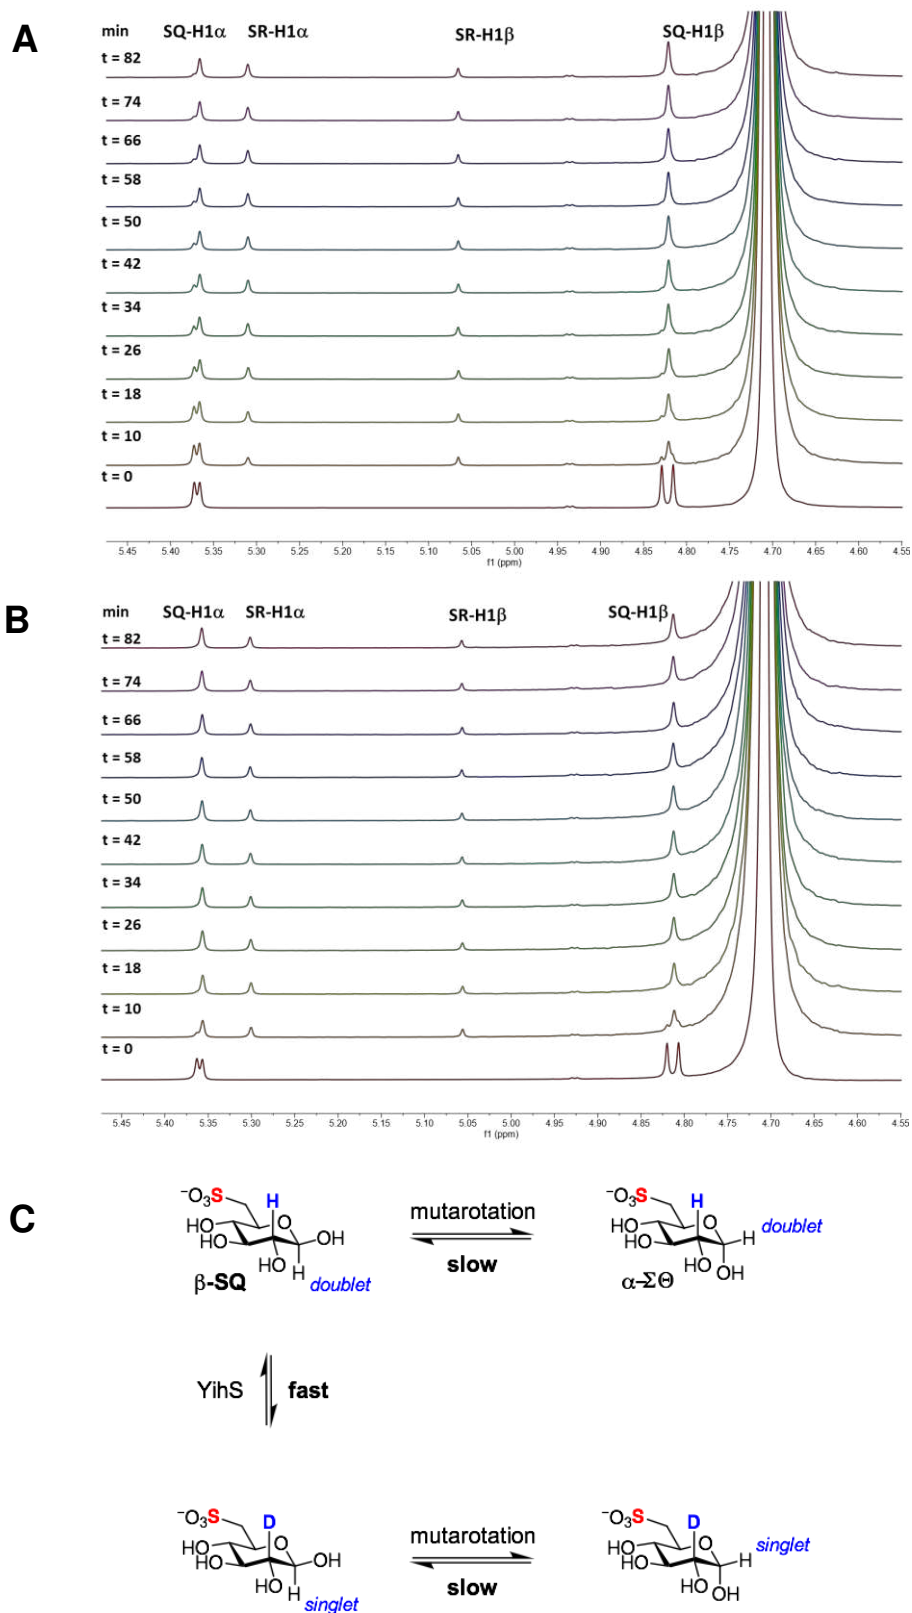 A
min SQ-H1α SR-H1α SR-H1β SQ-H1β
t = 82
t = 74
t = 66
t = 58
t = 50
t = 42
t = 34
t = 26
t = 18
t = 10
t = 0
5.45 5.40 5.35 5.30 5.25 5.20 5.15 5.10 5.05 5.00 4.95 4.90 4.85 4.80 4.75 4.70 4.65 4.60 4.55
f1 (ppm)
B
min SQ-H1α SR-H1α SR-H1β SQ-H1β
t = 82
t = 74
t = 66
t = 58
t = 50
t = 42
t = 34
t = 26
t = 18
t = 10
t = 0
5.45 5.40 5.35 5.30 5.25 5.20 5.15 5.10 5.05 5.00 4.95 4.90 4.85 4.80 4.75 4.70 4.65 4.60 4.55
f1 (ppm)
C
⁻O₃S H O HO HO HO OH H doublet
β-SQ
mutarotation
slow
⁻O₃S H O HO HO HO H OH doublet
α-ΣΘ
YihS fast
⁻O₃S D O HO HO HO OH H singlet
mutarotation
slow
⁻O₃S D O HO HO HO H OH singlet